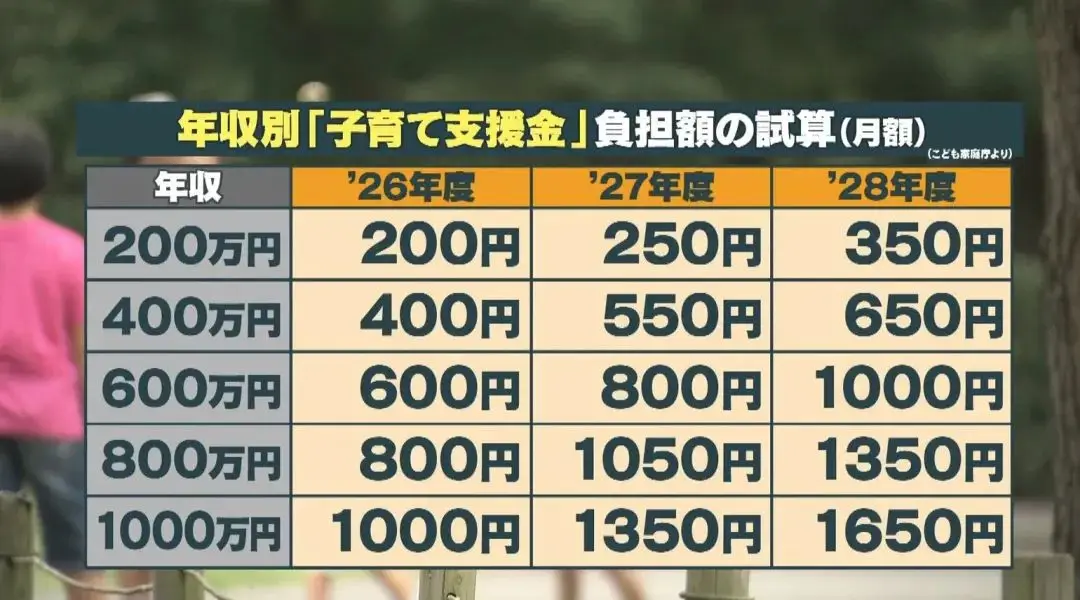 年収別「子育て支援金」負担額の試算(月額)
(こども家庭庁より)
年収 '26年度 '27年度 '28年度
200万円 200円 250円 350円
400万円 400円 550円 650円
600万円 600円 800円 1000円
800万円 800円 1050円 1350円
1000万円 1000円 1350円 1650円